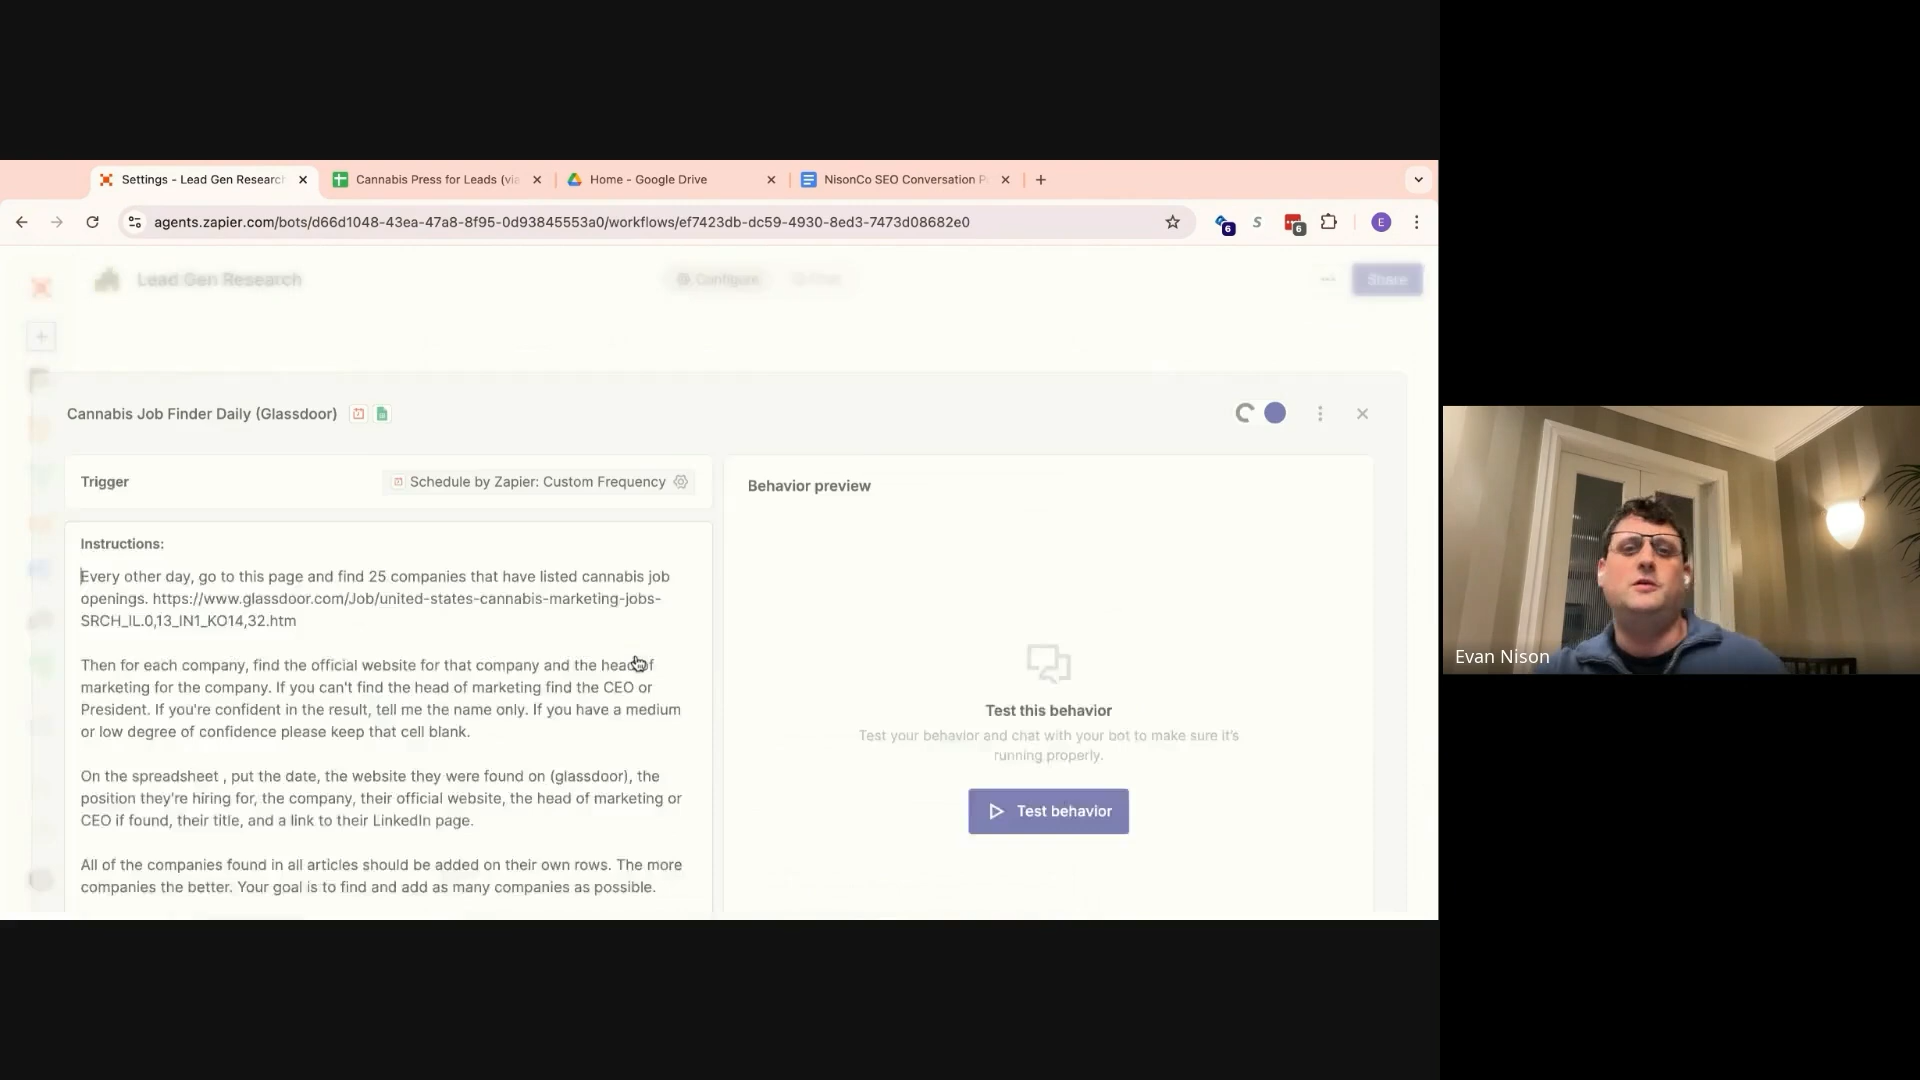 Settings - Lead Gen Research
Cannabis Press for Leads (via
Home - Google Drive
NisonCo SEO Conversation P
agents.zapier.com/bots/d66d1048-43ea-47a8-8f95-0d93845553a0/workflows/ef7423db-dc59-4930-8ed3-7473d08682e0
6
S
6
E
Lead Gen Research
Configure
Share
Cannabis Job Finder Daily (Glassdoor)
Trigger
Schedule by Zapier: Custom Frequency
Behavior preview
Instructions:
Every other day, go to this page and find 25 companies that have listed cannabis job
openings. https://www.glassdoor.com/Job/united-states-cannabis-marketing-jobs-
SRCH_IL.0,13_IN1_KO14,32.htm
Then for each company, find the official website for that company and the head of
marketing for the company. If you can't find the head of marketing find the CEO or
President. If you're confident in the result, tell me the name only. If you have a medium
or low degree of confidence please keep that cell blank.
On the spreadsheet , put the date, the website they were found on (glassdoor), the
position they're hiring for, the company, their official website, the head of marketing or
CEO if found, their title, and a link to their LinkedIn page.
All of the companies found in all articles should be added on their own rows. The more
companies the better. Your goal is to find and add as many companies as possible.
Test this behavior
Test your behavior and chat with your bot to make sure it's
running properly.
Test behavior
Evan Nison